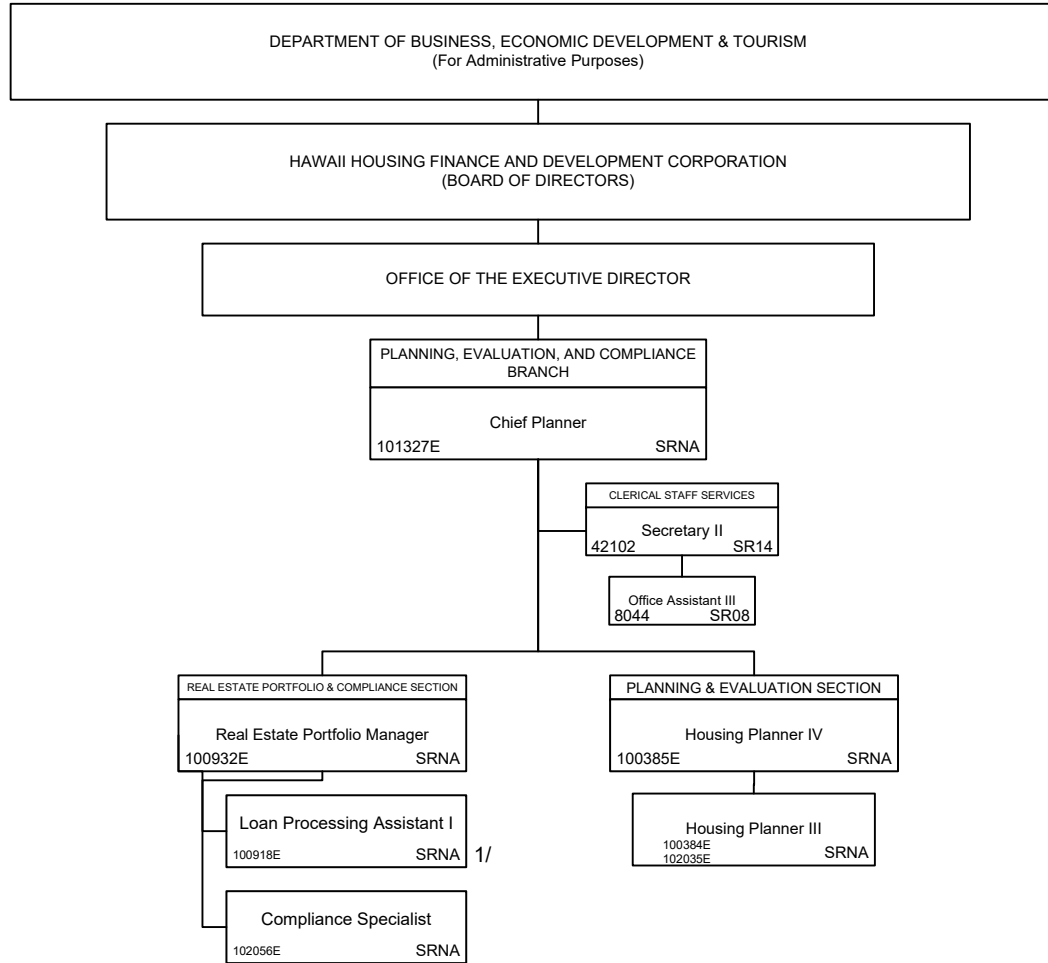 DEPARTMENT OF BUSINESS, ECONOMIC DEVELOPMENT & TOURISM
(For Administrative Purposes)
HAWAII HOUSING FINANCE AND DEVELOPMENT CORPORATION
(BOARD OF DIRECTORS)
OFFICE OF THE EXECUTIVE DIRECTOR
PLANNING, EVALUATION, AND COMPLIANCE
BRANCH
Chief Planner
101327E SRNA
CLERICAL STAFF SERVICES
Secretary II
42102 SR14
Office Assistant III
8044 SR08
REAL ESTATE PORTFOLIO & COMPLIANCE SECTION
Real Estate Portfolio Manager
100932E SRNA
Loan Processing Assistant I
100918E SRNA 1/
Compliance Specialist
102056E SRNA
PLANNING & EVALUATION SECTION
Housing Planner IV
100385E SRNA
Housing Planner III
100384E
102035E SRNA